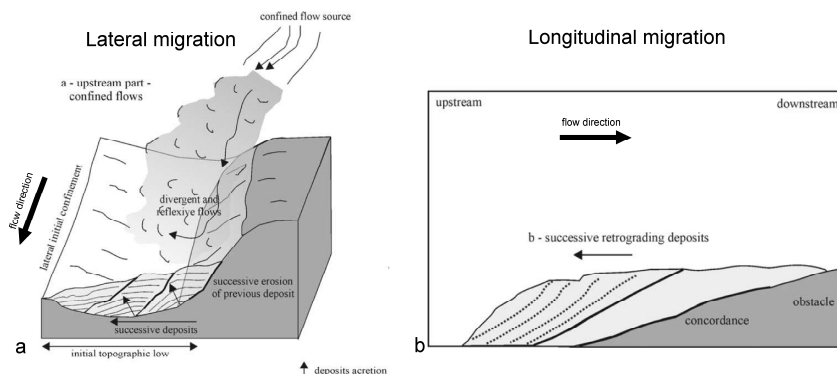 Lateral migration
confined flow source
a - upstream part -
confined flows
flow direction
lateral initial confinement
divergent and
reflexiye flows
successive erosion
of previous deposit
successive deposits
initial topographic low
a
deposits acretion
Longitudinal migration
upstream
downstream
flow direction
b - successive retrograding deposits
obstacle
concordance
b